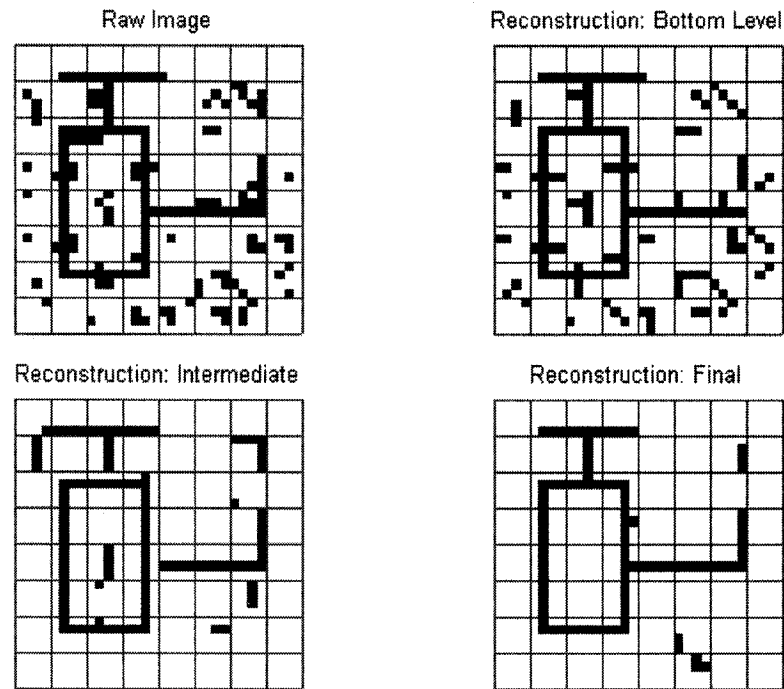 Raw Image
Reconstruction: Bottom Level
Reconstruction: Intermediate
Reconstruction: Final